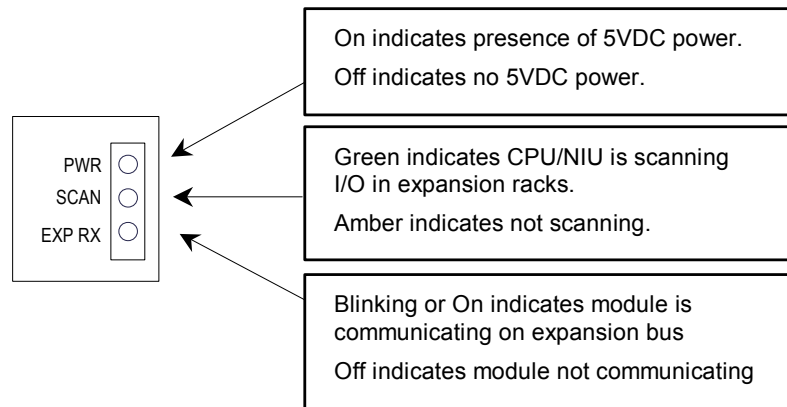 On indicates presence of 5VDC power.
Off indicates no 5VDC power.
PWR
SCAN
EXP RX
Green indicates CPU/NIU is scanning
I/O in expansion racks.
Amber indicates not scanning.
Blinking or On indicates module is
communicating on expansion bus
Off indicates module not communicating